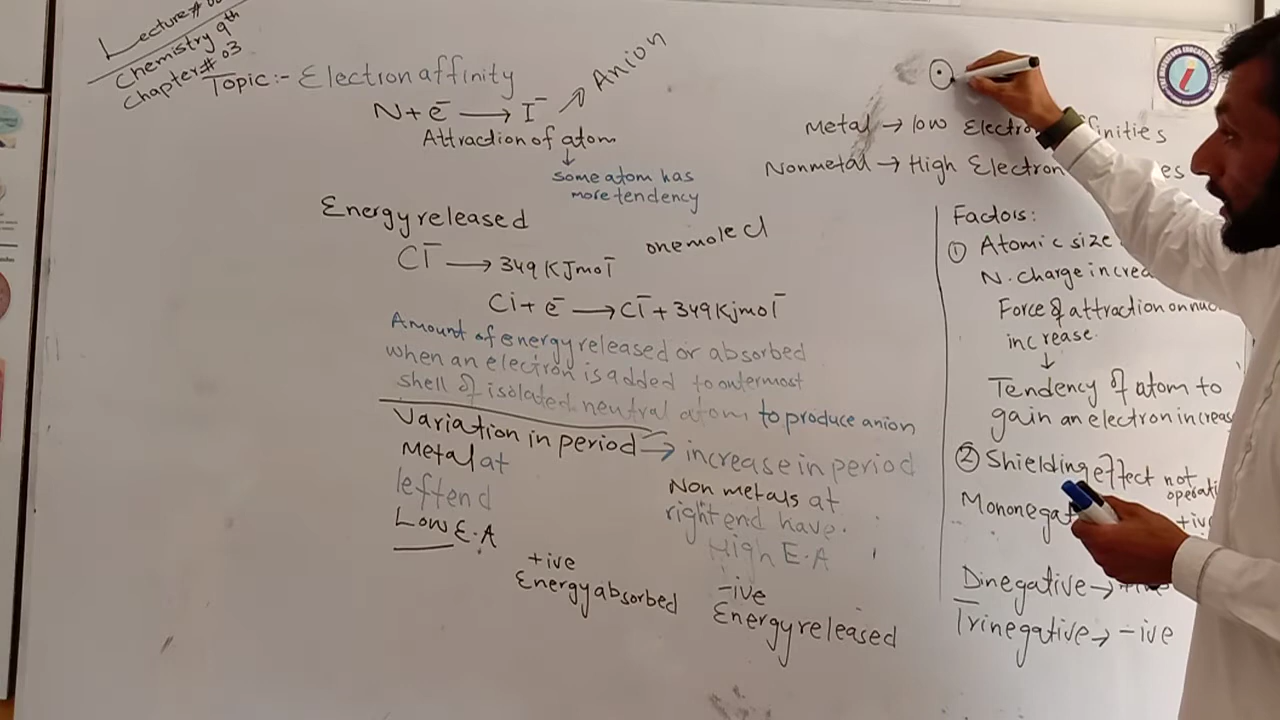 Lecture#
Chemistry 9th
Chapter# 03
Topic:- Electron affinity
N + e⁻ → I⁻ → Anion
Attraction of atom
↓
some atom has
more tendency
Energy released
one mole Cl
Cl⁻ → 349 KJmol⁻
Cl + e⁻ → Cl⁻ + 349 Kjmol⁻
Amount of energy released or absorbed
when an electron is added to outermost
shell of isolated neutral atom to produce anion
Variation in period → increase in period
Metal at
left end
Low E.A
Non metals at
right end have
High E.A
+ive
Energy absorbed
-ive
Energy released
Metal → low Electro ffinities
Nonmetal → High Electron es
Factors:
① Atomic size
N. charge increa
Force of attraction on nuc
increase.
↓
Tendency of atom to
gain an electron increas
② Shielding effect not
operati
Mononegat +iv
Dinegative → +ive
Trinegative → -ive